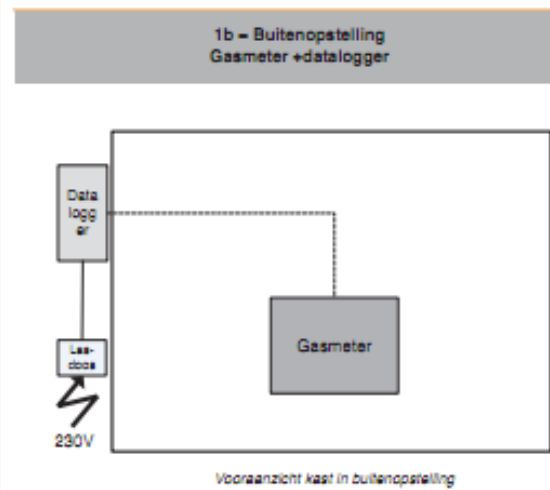 1b – Buitenopstelling
Gasmeter +datalogger
Data
logg
er
Gasmeter
Las-
doos
230V
Vooraanzicht kast in buitenopstelling